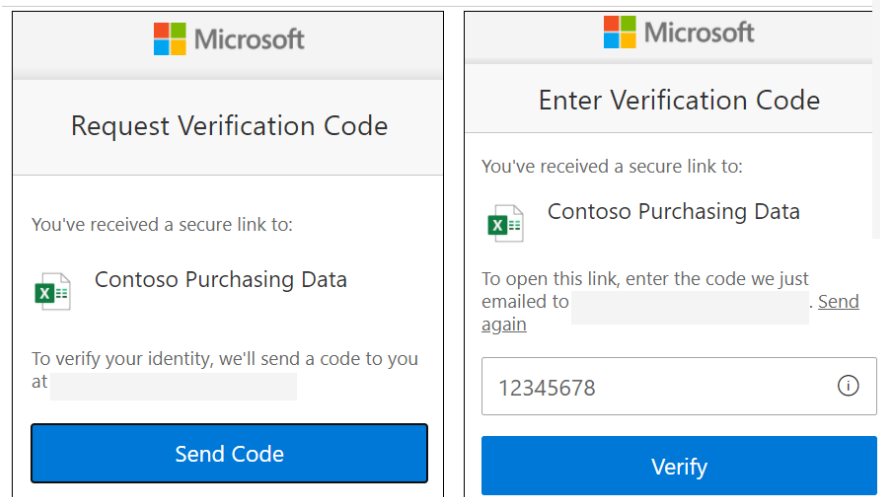 Microsoft
Request Verification Code
You've received a secure link to:
X
Contoso Purchasing Data
To verify your identity, we'll send a code to you
at
Send Code
Microsoft
Enter Verification Code
You've received a secure link to:
X
Contoso Purchasing Data
To open this link, enter the code we just
emailed to . Send
again
12345678
Verify